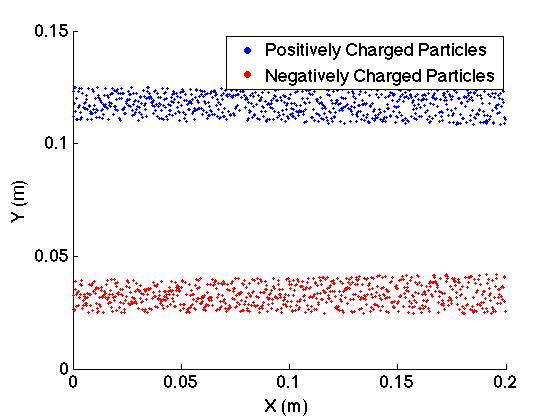 0.15
Positively Charged Particles
Negatively Charged Particles
0.1
Y (m)
0.05
0
0 0.05 0.1 0.15 0.2
X (m)